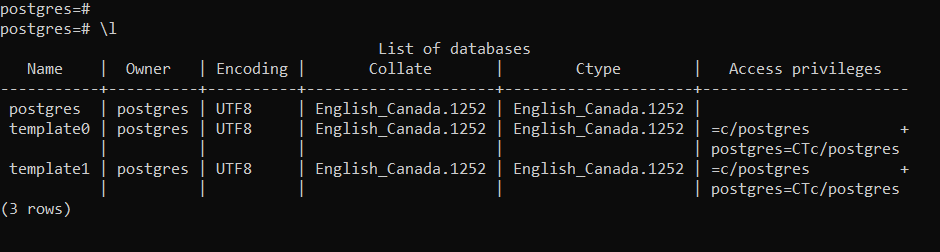 postgres=#
postgres=# \l
                                          List of databases
   Name    |  Owner   | Encoding |      Collate       |       Ctype        |   Access privileges
-----------+----------+----------+--------------------+--------------------+-----------------------
 postgres  | postgres | UTF8     | English_Canada.1252 | English_Canada.1252 |
 template0 | postgres | UTF8     | English_Canada.1252 | English_Canada.1252 | =c/postgres          +
           |          |          |                     |                     | postgres=CTc/postgres
 template1 | postgres | UTF8     | English_Canada.1252 | English_Canada.1252 | =c/postgres          +
           |          |          |                     |                     | postgres=CTc/postgres
(3 rows)